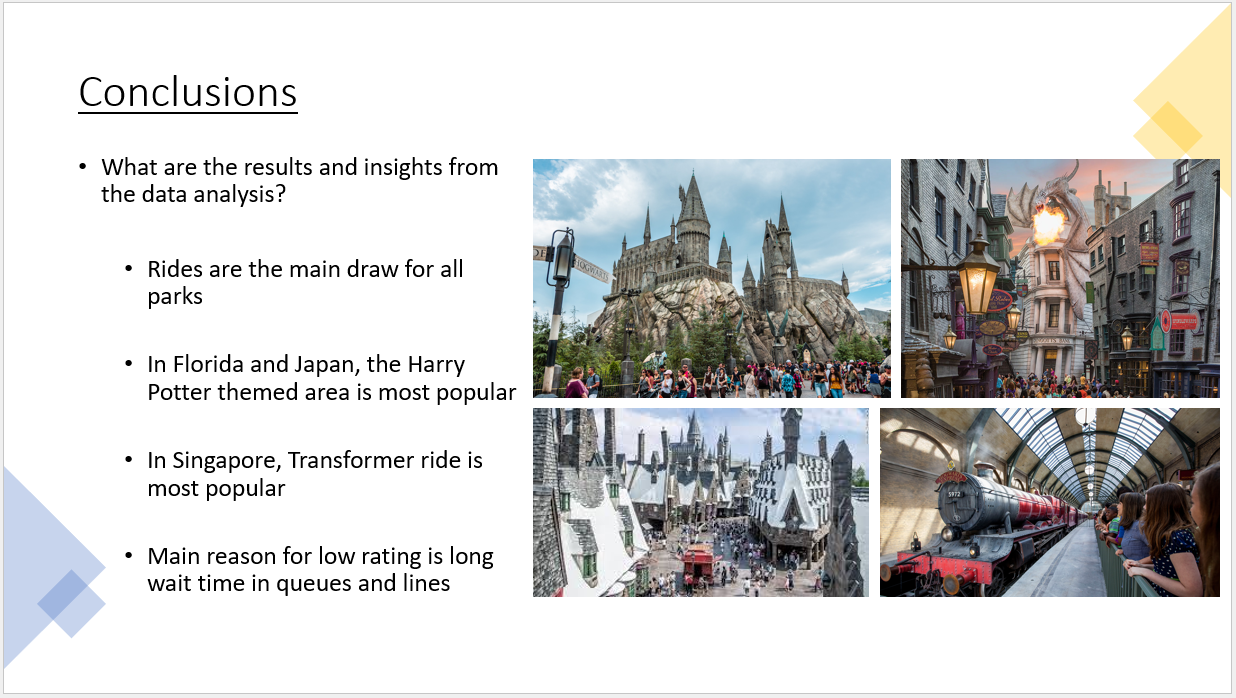 Conclusions
• What are the results and insights from
the data analysis?
• Rides are the main draw for all
parks
• In Florida and Japan, the Harry
Potter themed area is most popular
• In Singapore, Transformer ride is
most popular
• Main reason for low rating is long
wait time in queues and lines
5972